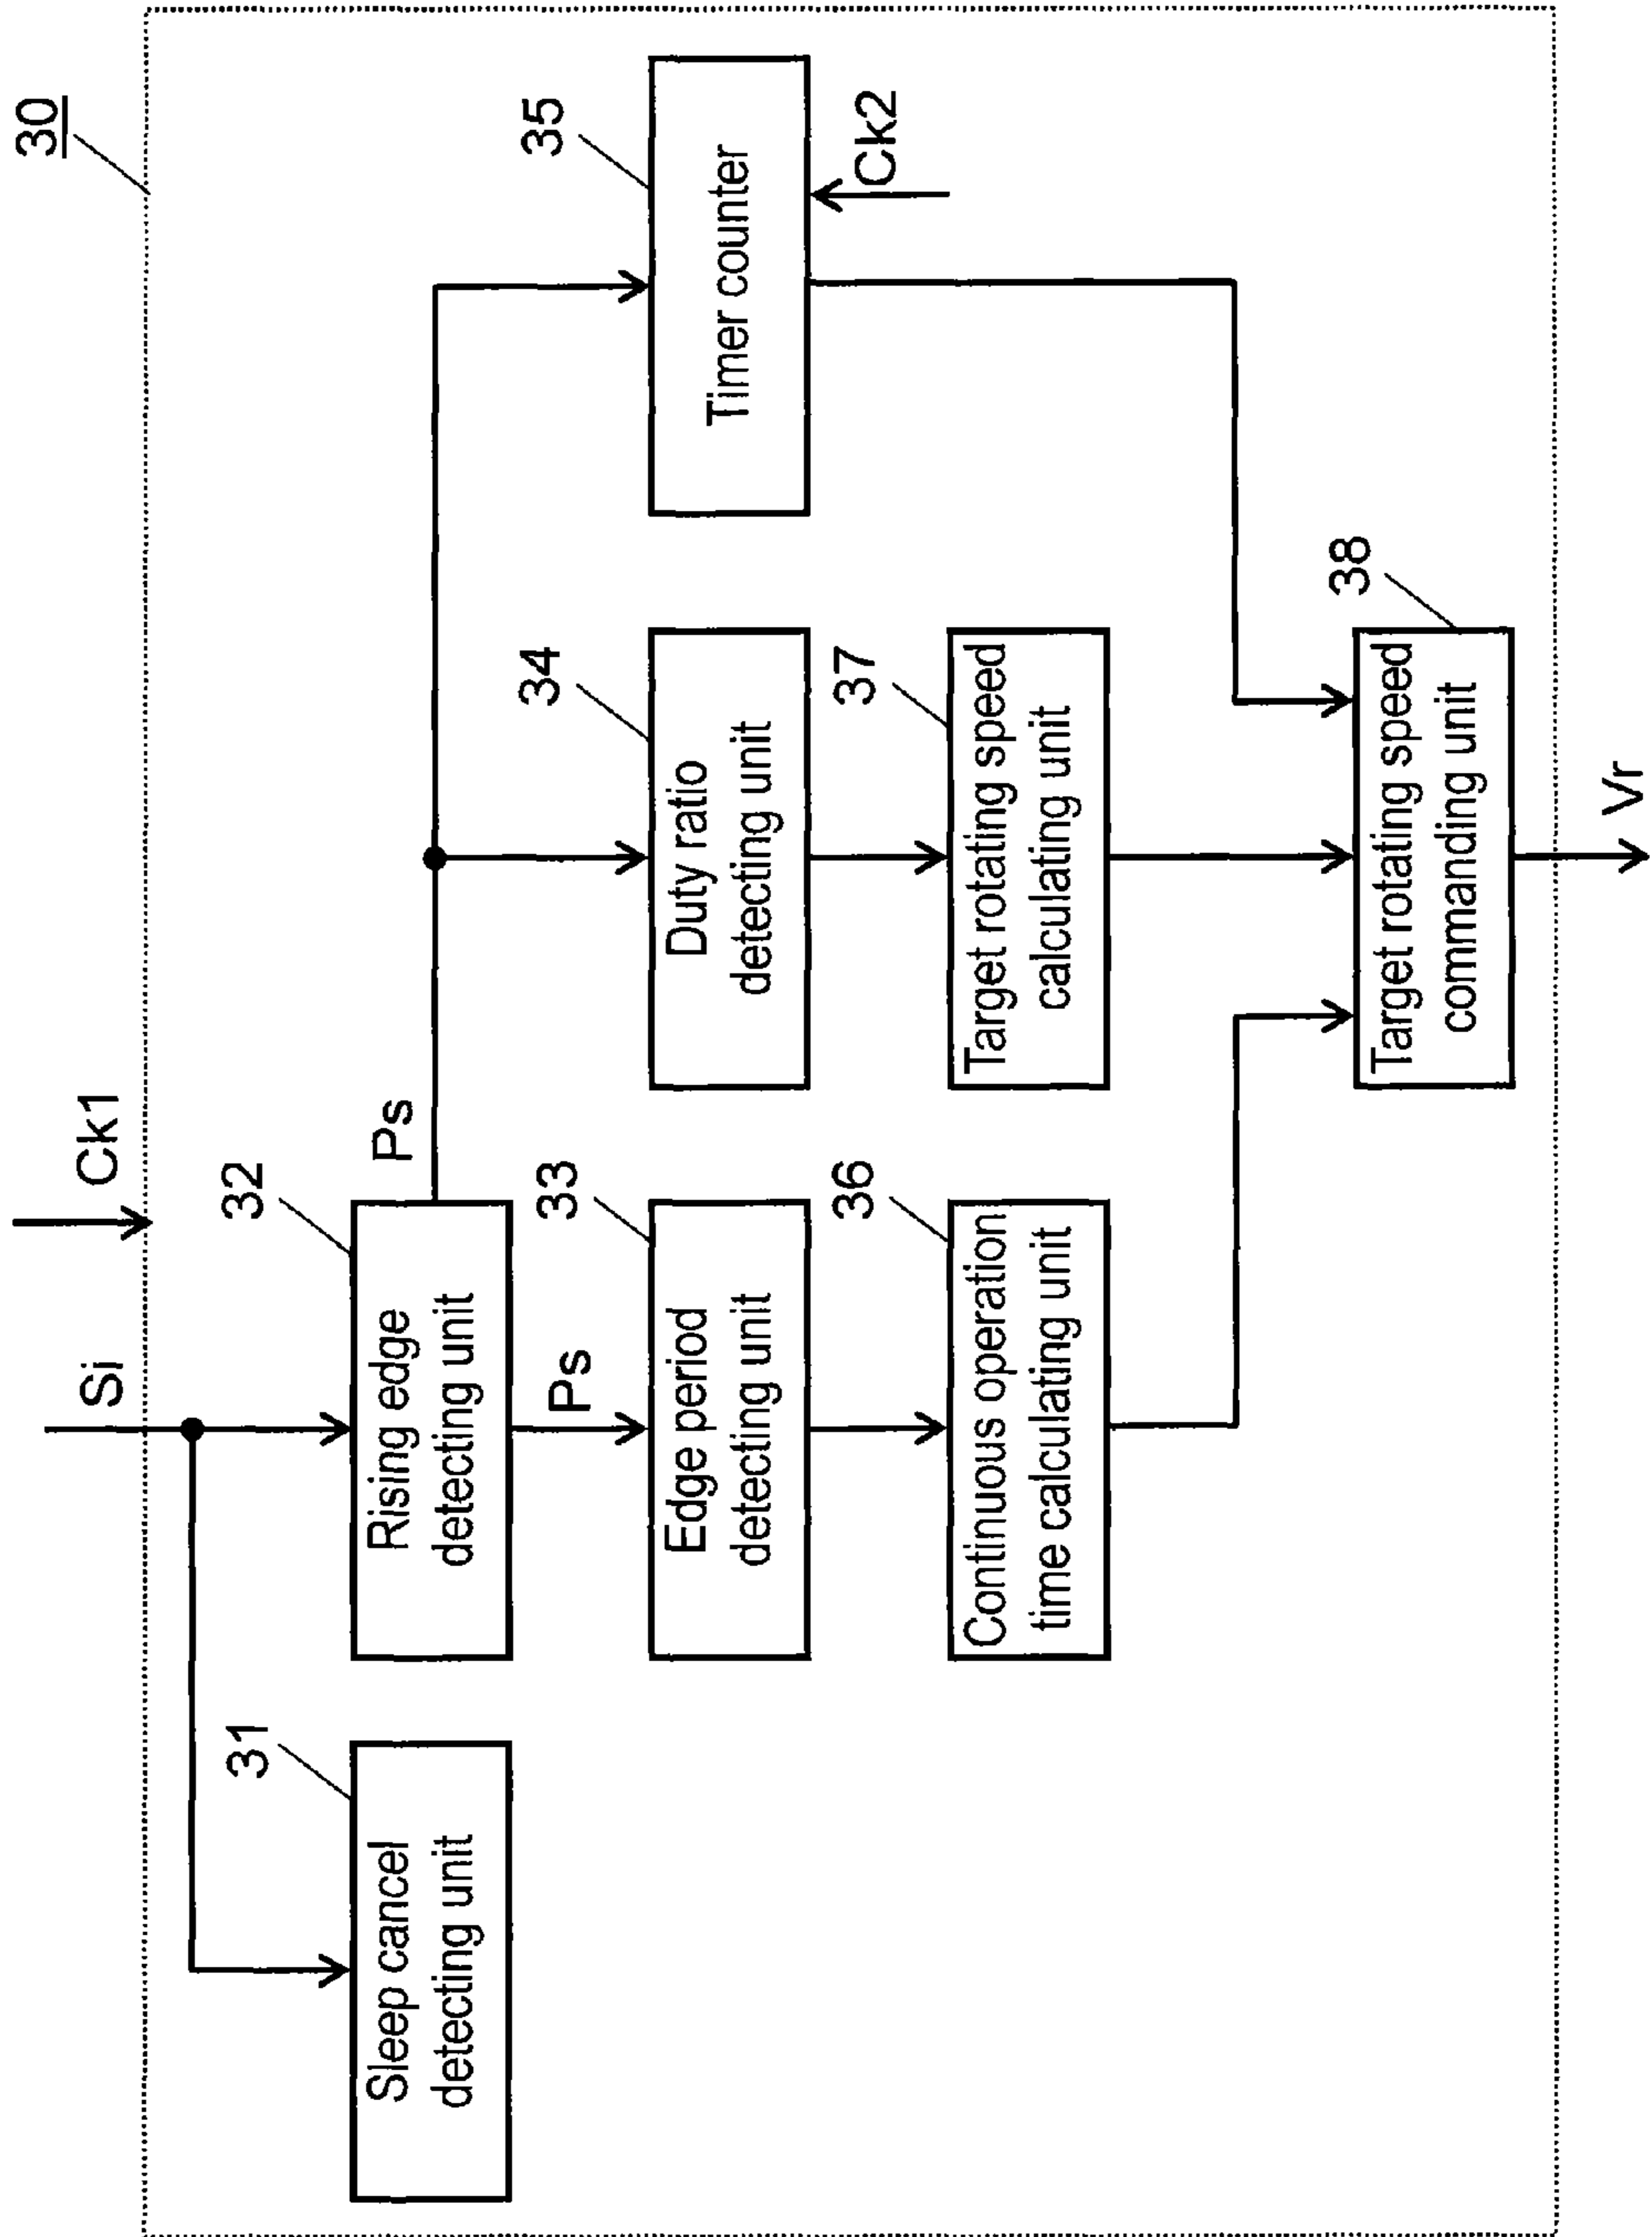 30
Ck1
Si
32
Rising edge
detecting unit
Ps
31
Sleep cancel
detecting unit
Ps
33
Edge period
detecting unit
34
Duty ratio
detecting unit
35
Timer counter
Ck2
36
Continuous operation
time calculating unit
37
Target rotating speed
calculating unit
38
Target rotating speed
commanding unit
Vr